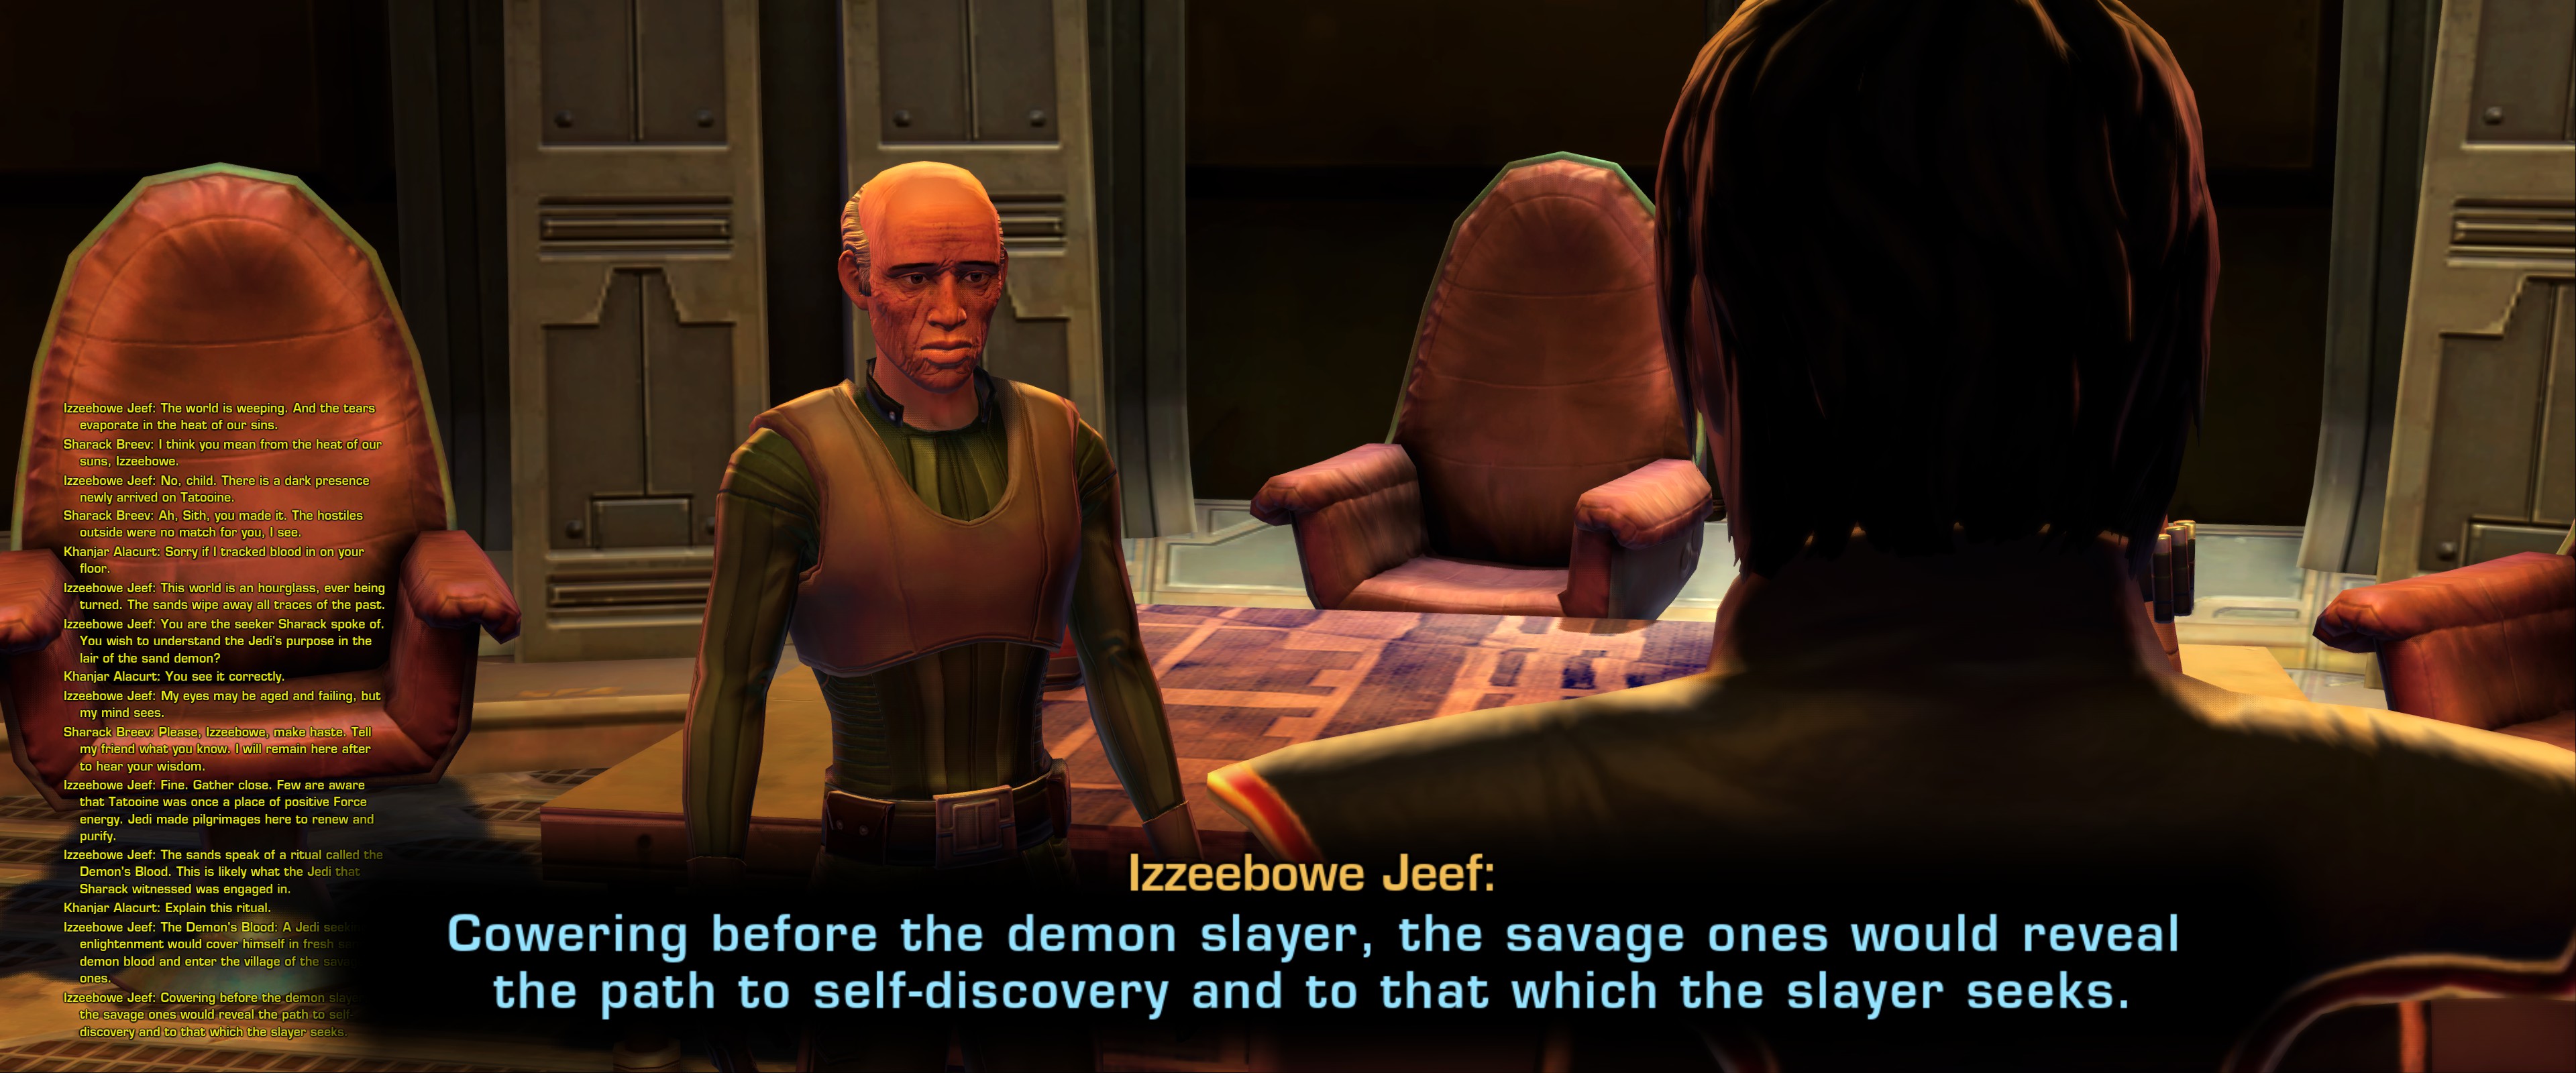 Izzeebowe Jeef: The world is weeping. And the tears
evaporate in the heat of our sins.
Sharack Breev: I think you mean from the heat of our
suns, Izzeebowe.
Izzeebowe Jeef: No, child. There is a dark presence
newly arrived on Tatooine.
Sharack Breev: Ah, Sith, you made it. The hostiles
outside were no match for you, I see.
Khanjar Alacurt: Sorry if I tracked blood in on your
floor.
Izzeebowe Jeef: This world is an hourglass, ever being
turned. The sands wipe away all traces of the past.
Izzeebowe Jeef: You are the seeker Sharack spoke of.
You wish to understand the Jedi's purpose in the
lair of the sand demon?
Khanjar Alacurt: You see it correctly.
Izzeebowe Jeef: My eyes may be aged and failing, but
my mind sees.
Sharack Breev: Please, Izzeebowe, make haste. Tell
my friend what you know. I will remain here after
to hear your wisdom.
Izzeebowe Jeef: Fine. Gather close. Few are aware
that Tatooine was once a place of positive Force
energy. Jedi made pilgrimages here to renew and
purify.
Izzeebowe Jeef: The sands speak of a ritual called the
Demon's Blood. This is likely what the Jedi that
Sharack witnessed was engaged in.
Khanjar Alacurt: Explain this ritual.
Izzeebowe Jeef: The Demon's Blood: A Jedi
enlightenment would cover himself in fresh
demon blood and enter the village of the
ones.
Izzeebowe Jeef: Cowering before the demon
the savage ones would reveal the path to self-
discovery and to that which the slayer seeks.
Izzeebowe Jeef:
Cowering before the demon slayer, the savage ones would reveal
the path to self-discovery and to that which the slayer seeks.